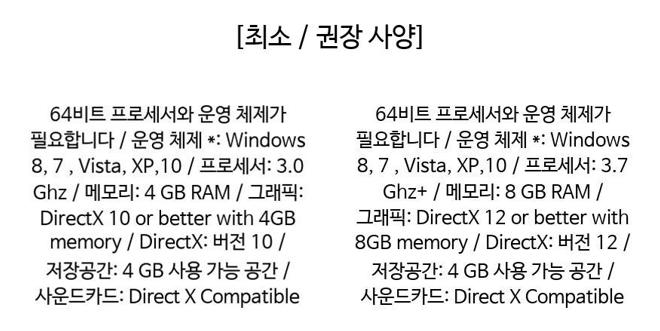 [최소 / 권장 사양]
64비트 프로세서와 운영 체제가
필요합니다 / 운영 체제 *: Windows
8, 7 , Vista, XP,10 / 프로세서: 3.0
Ghz / 메모리: 4 GB RAM / 그래픽:
DirectX 10 or better with 4GB
memory / DirectX: 버전 10 /
저장공간: 4 GB 사용 가능 공간 /
사운드카드: Direct X Compatible
64비트 프로세서와 운영 체제가
필요합니다 / 운영 체제 *: Windows
8, 7 , Vista, XP,10 / 프로세서: 3.7
Ghz+ / 메모리: 8 GB RAM /
그래픽: DirectX 12 or better with
8GB memory / DirectX: 버전 12 /
저장공간: 4 GB 사용 가능 공간 /
사운드카드: Direct X Compatible